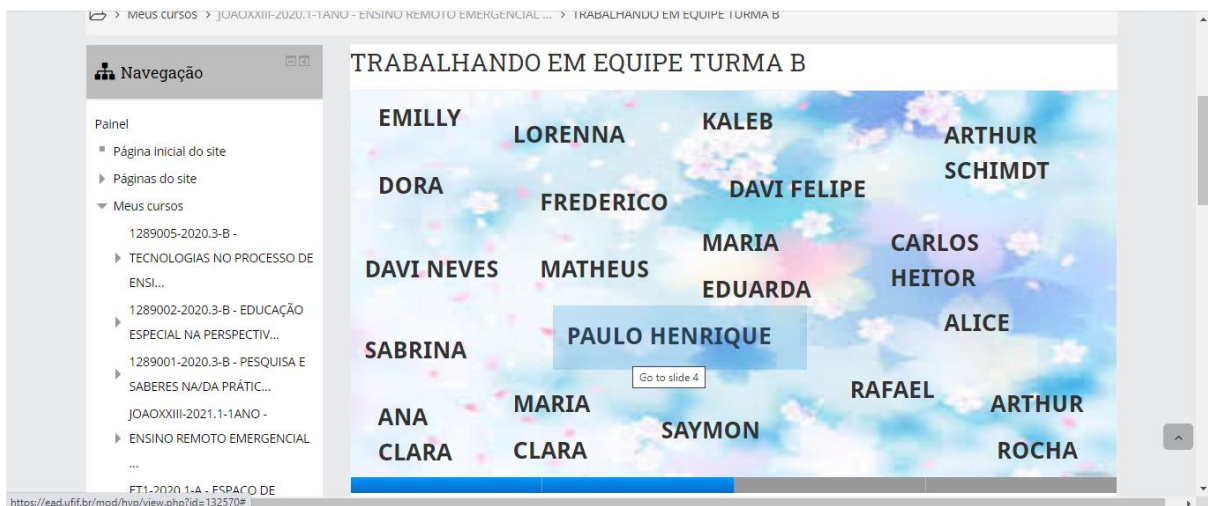 Meus cursos > JOAOXXIII-2020.1-1ANO - ENSINO REMOTO EMERGENCIAL ... > TRABALHANDO EM EQUIPE TURMA B
Navegação
Painel
Página inicial do site
Páginas do site
Meus cursos
1289005-2020.3-B -
TECNOLOGIAS NO PROCESSO DE
ENSI...
1289002-2020.3-B - EDUCAÇÃO
ESPECIAL NA PERSPECTIV...
1289001-2020.3-B - PESQUISA E
SABERES NA/DA PRÁTIC...
JOAOXXIII-2021.1-1ANO -
ENSINO REMOTO EMERGENCIAL
...
ET1-2020.1-A - ESPAÇO DE
TRABALHANDO EM EQUIPE TURMA B
EMILLY
LORENNA
KALEB
ARTHUR
SCHIMDT
DORA
FREDERICO
DAVI FELIPE
DAVI NEVES
MATHEUS
MARIA
EDUARDA
CARLOS
HEITOR
SABRINA
PAULO HENRIQUE
ALICE
Go to slide 4
ANA
CLARA
MARIA
CLARA
SAYMON
RAFAEL
ARTHUR
ROCHA
https://ead.ufjf.br/mod/hvp/view.php?id=132570#